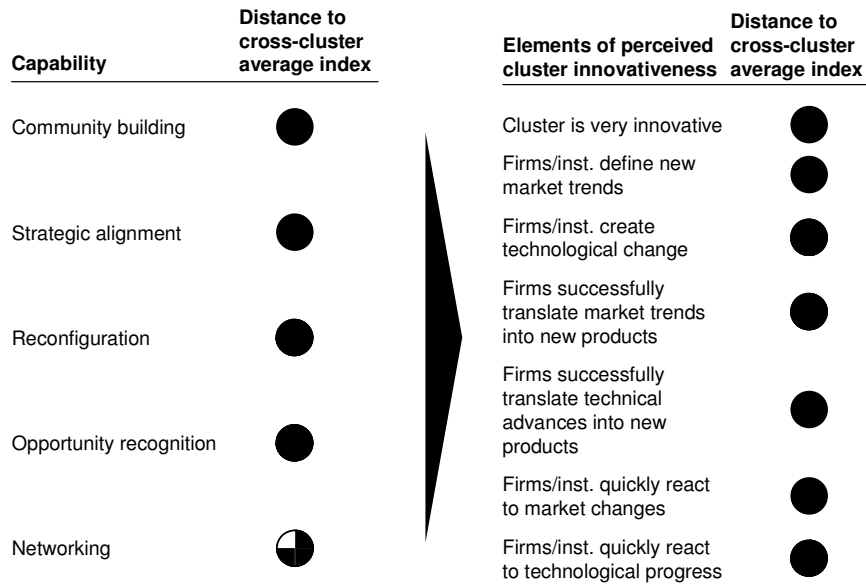 Capability
Distance to
cross-cluster
average index
Community building
Strategic alignment
Reconfiguration
Opportunity recognition
Networking
Elements of perceived
cluster innovativeness
Distance to
cross-cluster
average index
Cluster is very innovative
Firms/inst. define new
market trends
Firms/inst. create
technological change
Firms successfully
translate market trends
into new products
Firms successfully
translate technical
advances into new
products
Firms/inst. quickly react
to market changes
Firms/inst. quickly react
to technological progress